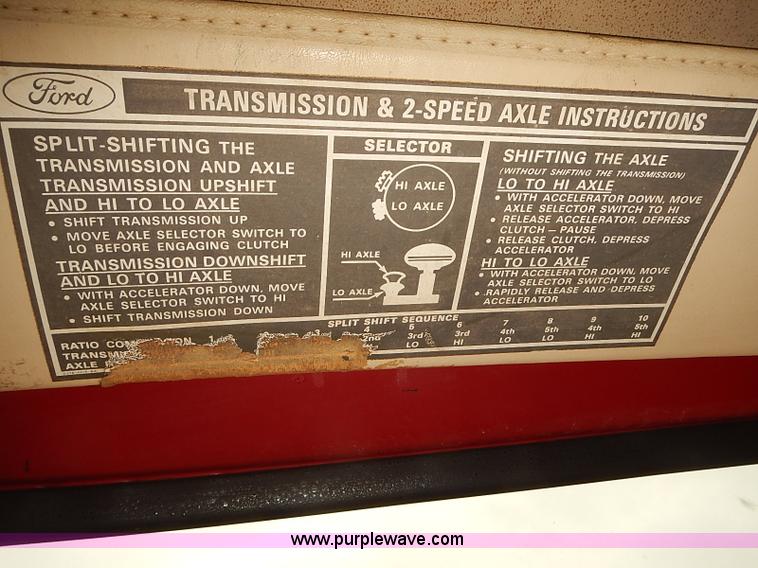 Ford
TRANSMISSION & 2-SPEED AXLE INSTRUCTIONS
SPLIT-SHIFTING THE
TRANSMISSION AND AXLE
TRANSMISSION UPSHIFT
AND HI TO LO AXLE
• SHIFT TRANSMISSION UP
• MOVE AXLE SELECTOR SWITCH TO
LO BEFORE ENGAGING CLUTCH
TRANSMISSION DOWNSHIFT
AND LO TO HI AXLE
• WITH ACCELERATOR DOWN, MOVE
AXLE SELECTOR SWITCH TO HI
• SHIFT TRANSMISSION DOWN
SELECTOR
HI AXLE
LO AXLE
HI AXLE
LO AXLE
SHIFTING THE AXLE
(WITHOUT SHIFTING THE TRANSMISSION)
LO TO HI AXLE
• WITH ACCELERATOR DOWN, MOVE
AXLE SELECTOR SWITCH TO HI
• RELEASE ACCELERATOR, DEPRESS
CLUTCH — PAUSE
• RELEASE CLUTCH, DEPRESS
ACCELERATOR
HI TO LO AXLE
• WITH ACCELERATOR DOWN, MOVE
AXLE SELECTOR SWITCH TO LO
• RAPIDLY RELEASE AND DEPRESS
ACCELERATOR
SPLIT SHIFT SEQUENCE
RATIO 1 3 4 5 6 7 8 9 10
2nd 3rd 3rd 4th 5th 4th 5th
AXLE LO HI LO LO HI HI
www.purplewave.com